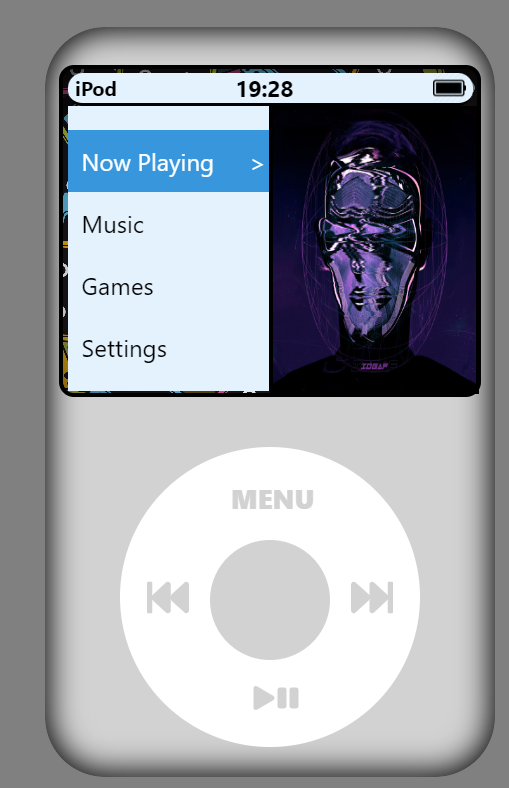 iPod 19:28
Now Playing >
Music
Games
Settings
MENU